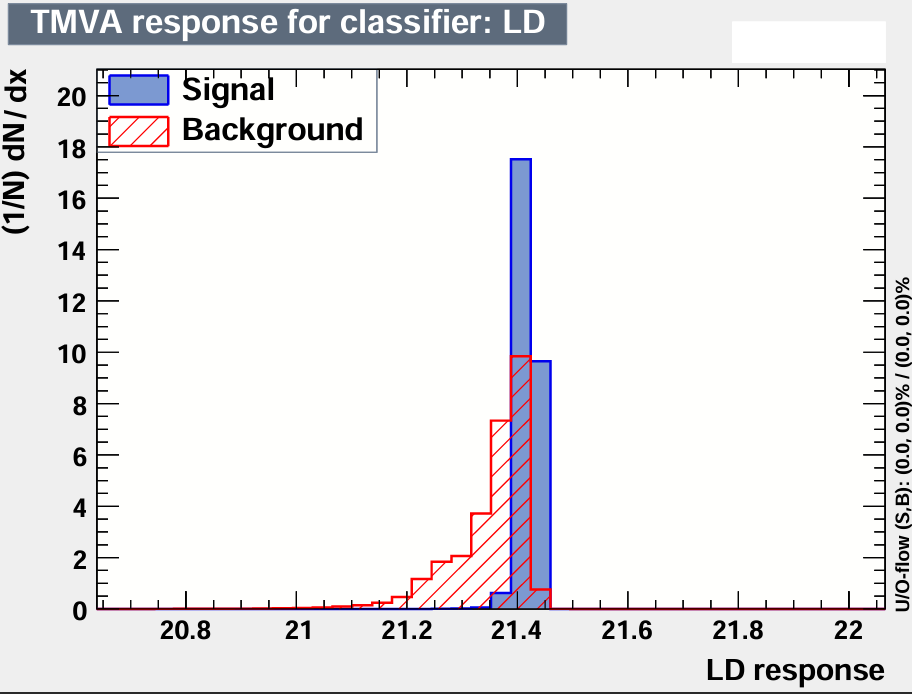 TMVA response for classifier: LD
(1/N) dN / dx
Signal
Background
20
18
16
14
12
10
8
6
4
2
0
20.8 21 21.2 21.4 21.6 21.8 22
LD response
U/O-flow (S,B): (0.0, 0.0)% / (0.0, 0.0)%